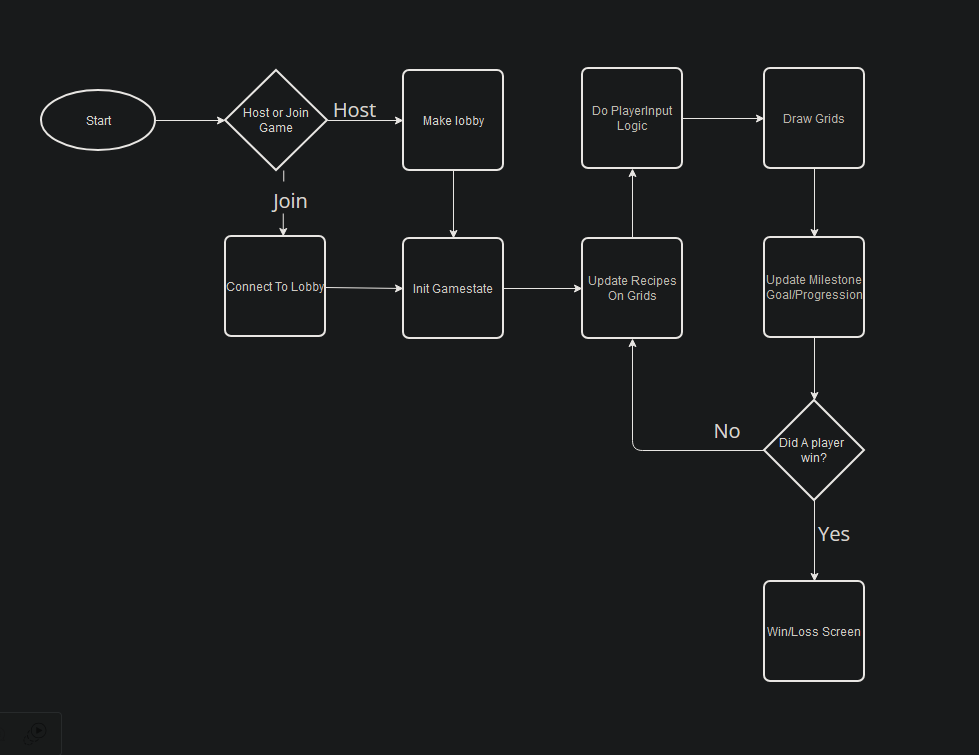 Start
Host or Join
Game
Host
Make lobby
Join
Connect To Lobby
Init Gamestate
Update Recipes
On Grids
Do PlayerInput
Logic
Draw Grids
Update Milestone
Goal/Progression
Did A player
win?
No
Yes
Win/Loss Screen